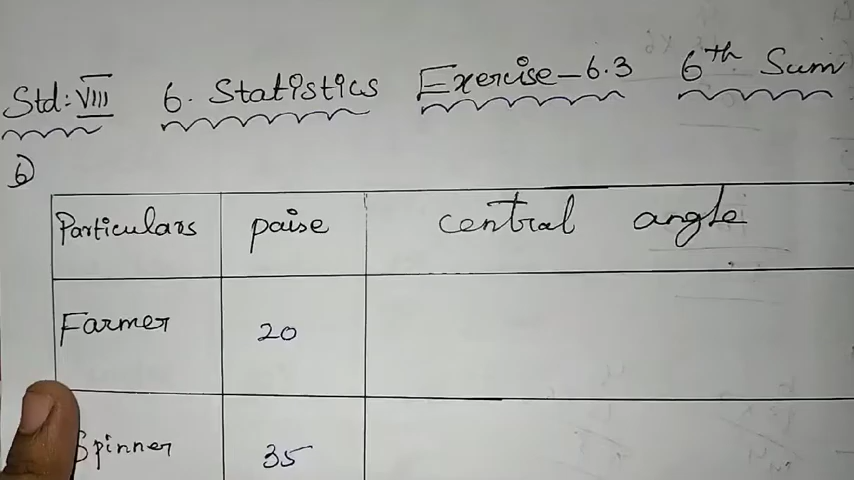 Std: VIII 6. Statistics Exercise-6.3 6th Sum
6)
Particulars paise central angle
Farmer 20
Spinner 35